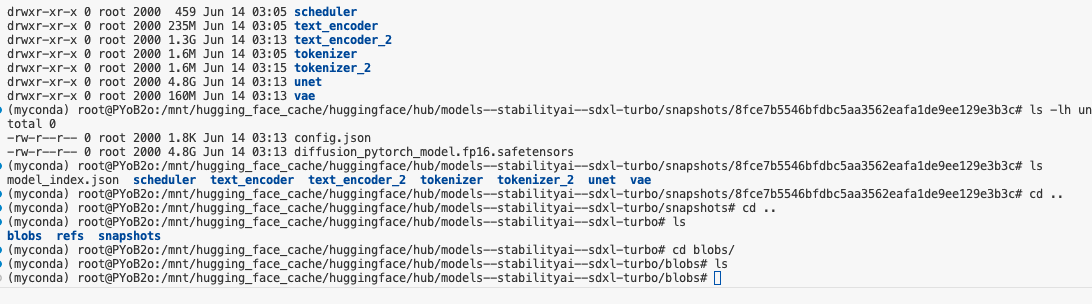 drwxr-xr-x 0 root 2000  459 Jun 14 03:05 scheduler
drwxr-xr-x 0 root 2000 235M Jun 14 03:05 text_encoder
drwxr-xr-x 0 root 2000 1.3G Jun 14 03:13 text_encoder_2
drwxr-xr-x 0 root 2000 1.6M Jun 14 03:05 tokenizer
drwxr-xr-x 0 root 2000 1.6M Jun 14 03:15 tokenizer_2
drwxr-xr-x 0 root 2000 4.8G Jun 14 03:13 unet
drwxr-xr-x 0 root 2000 160M Jun 14 03:13 vae
(myconda) root@PYoB2o:/mnt/hugging_face_cache/huggingface/hub/models--stabilityai--sdxl-turbo/snapshots/8fce7b5546bfdbc5aa3562eafa1de9ee129e3b3c# ls -lh un
total 0
-rw-r--r-- 0 root 2000 1.8K Jun 14 03:13 config.json
-rw-r--r-- 0 root 2000 4.8G Jun 14 03:13 diffusion_pytorch_model.fp16.safetensors
(myconda) root@PYoB2o:/mnt/hugging_face_cache/huggingface/hub/models--stabilityai--sdxl-turbo/snapshots/8fce7b5546bfdbc5aa3562eafa1de9ee129e3b3c# ls
model_index.json  scheduler  text_encoder  text_encoder_2  tokenizer  tokenizer_2  unet  vae
(myconda) root@PYoB2o:/mnt/hugging_face_cache/huggingface/hub/models--stabilityai--sdxl-turbo/snapshots/8fce7b5546bfdbc5aa3562eafa1de9ee129e3b3c# cd ..
(myconda) root@PYoB2o:/mnt/hugging_face_cache/huggingface/hub/models--stabilityai--sdxl-turbo/snapshots# cd ..
(myconda) root@PYoB2o:/mnt/hugging_face_cache/huggingface/hub/models--stabilityai--sdxl-turbo# ls
blobs  refs  snapshots
(myconda) root@PYoB2o:/mnt/hugging_face_cache/huggingface/hub/models--stabilityai--sdxl-turbo# cd blobs/
(myconda) root@PYoB2o:/mnt/hugging_face_cache/huggingface/hub/models--stabilityai--sdxl-turbo/blobs# ls
(myconda) root@PYoB2o:/mnt/hugging_face_cache/huggingface/hub/models--stabilityai--sdxl-turbo/blobs#